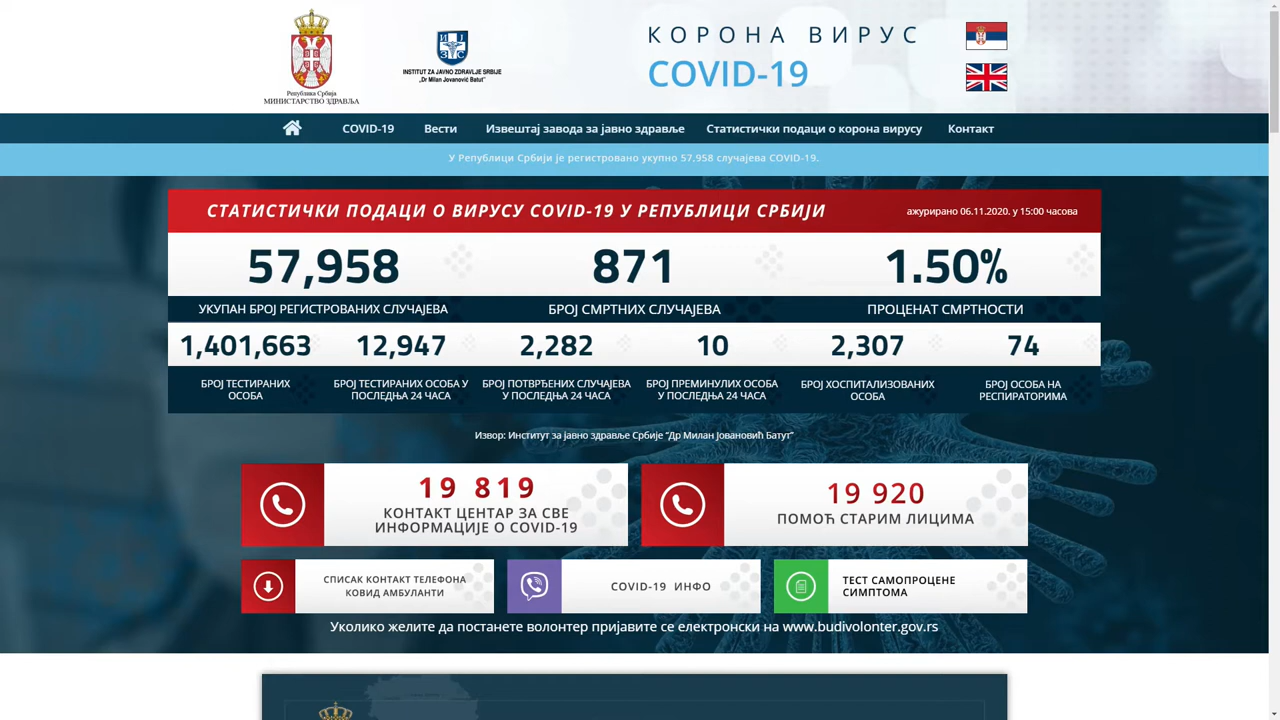 Република Србија
МИНИСТАРСТВО ЗДРАВЉА
И Ј
З С
INSTITUT ZA JAVNO ZDRAVLJE SRBIJE
„Dr Milan Jovanović Batut"
КОРОНА ВИРУС
COVID-19
COVID-19 Вести Извештај завода за јавно здравље Статистички подаци о корона вирусу Контакт
У Републици Србији је регистровано укупно 57,958 случајева COVID-19.
СТАТИСТИЧКИ ПОДАЦИ О ВИРУСУ COVID-19 У РЕПУБЛИЦИ СРБИЈИ
ажурирано 06.11.2020. у 15:00 часова
57,958 871 1.50%
УКУПАН БРОЈ РЕГИСТРОВАНИХ СЛУЧАЈЕВА БРОЈ СМРТНИХ СЛУЧАЈЕВА ПРОЦЕНАТ СМРТНОСТИ
1,401,663 12,947 2,282 10 2,307 74
БРОЈ ТЕСТИРАНИХ
ОСОБА
БРОЈ ТЕСТИРАНИХ ОСОБА У
ПОСЛЕДЊА 24 ЧАСА
БРОЈ ПОТВРЂЕНИХ СЛУЧАЈЕВА
У ПОСЛЕДЊА 24 ЧАСА
БРОЈ ПРЕМИНУЛИХ ОСОБА
У ПОСЛЕДЊА 24 ЧАСА
БРОЈ ХОСПИТАЛИЗОВАНИХ
ОСОБА
БРОЈ ОСОБА НА
РЕСПИРАТОРИМА
Извор: Институт за јавно здравље Србије "Др Милан Јовановић Батут"
19 819
КОНТАКТ ЦЕНТАР ЗА СВЕ
ИНФОРМАЦИЈЕ О COVID-19
19 920
ПОМОЋ СТАРИМ ЛИЦИМА
СПИСАК КОНТАКТ ТЕЛЕФОНА
КОВИД АМБУЛАНТИ
COVID-19 ИНФО
ТЕСТ САМОПРОЦЕНЕ
СИМПТОМА
Уколико желите да постанете волонтер пријавите се електронски на www.budivolonter.gov.rs